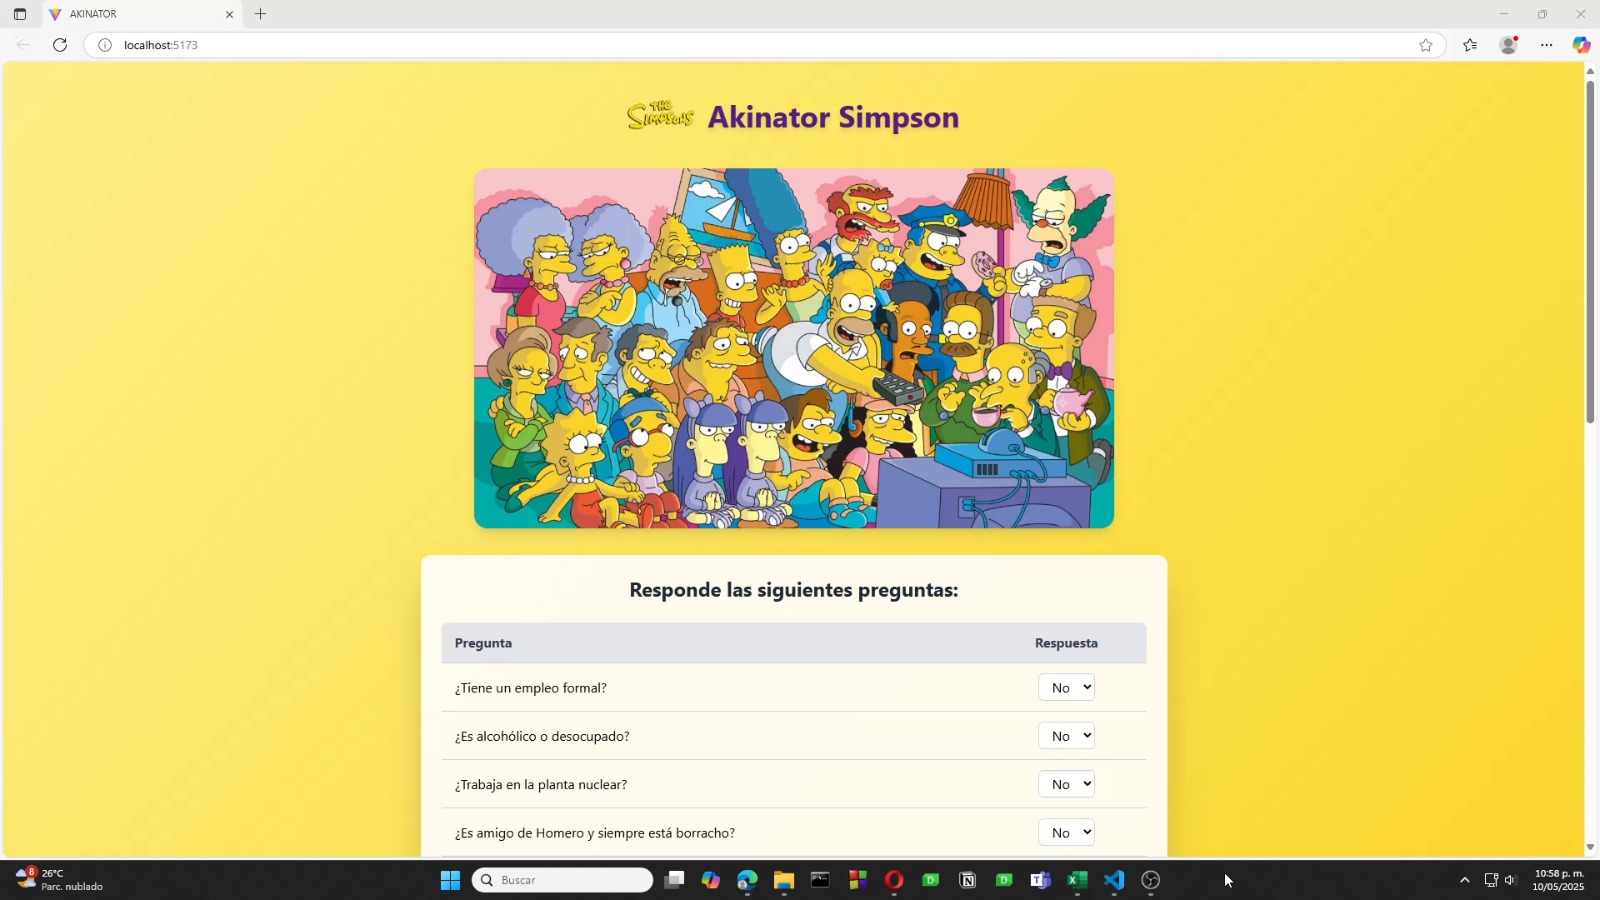 AKINATOR
localhost:5173
THE SIMPSONS
Akinator Simpson
Responde las siguientes preguntas:
Pregunta Respuesta
¿Tiene un empleo formal? No
¿Es alcohólico o desocupado? No
¿Trabaja en la planta nuclear? No
¿Es amigo de Homero y siempre está borracho? No
8
26°C
Parc. nublado
Buscar
10:58 p. m.
10/05/2025